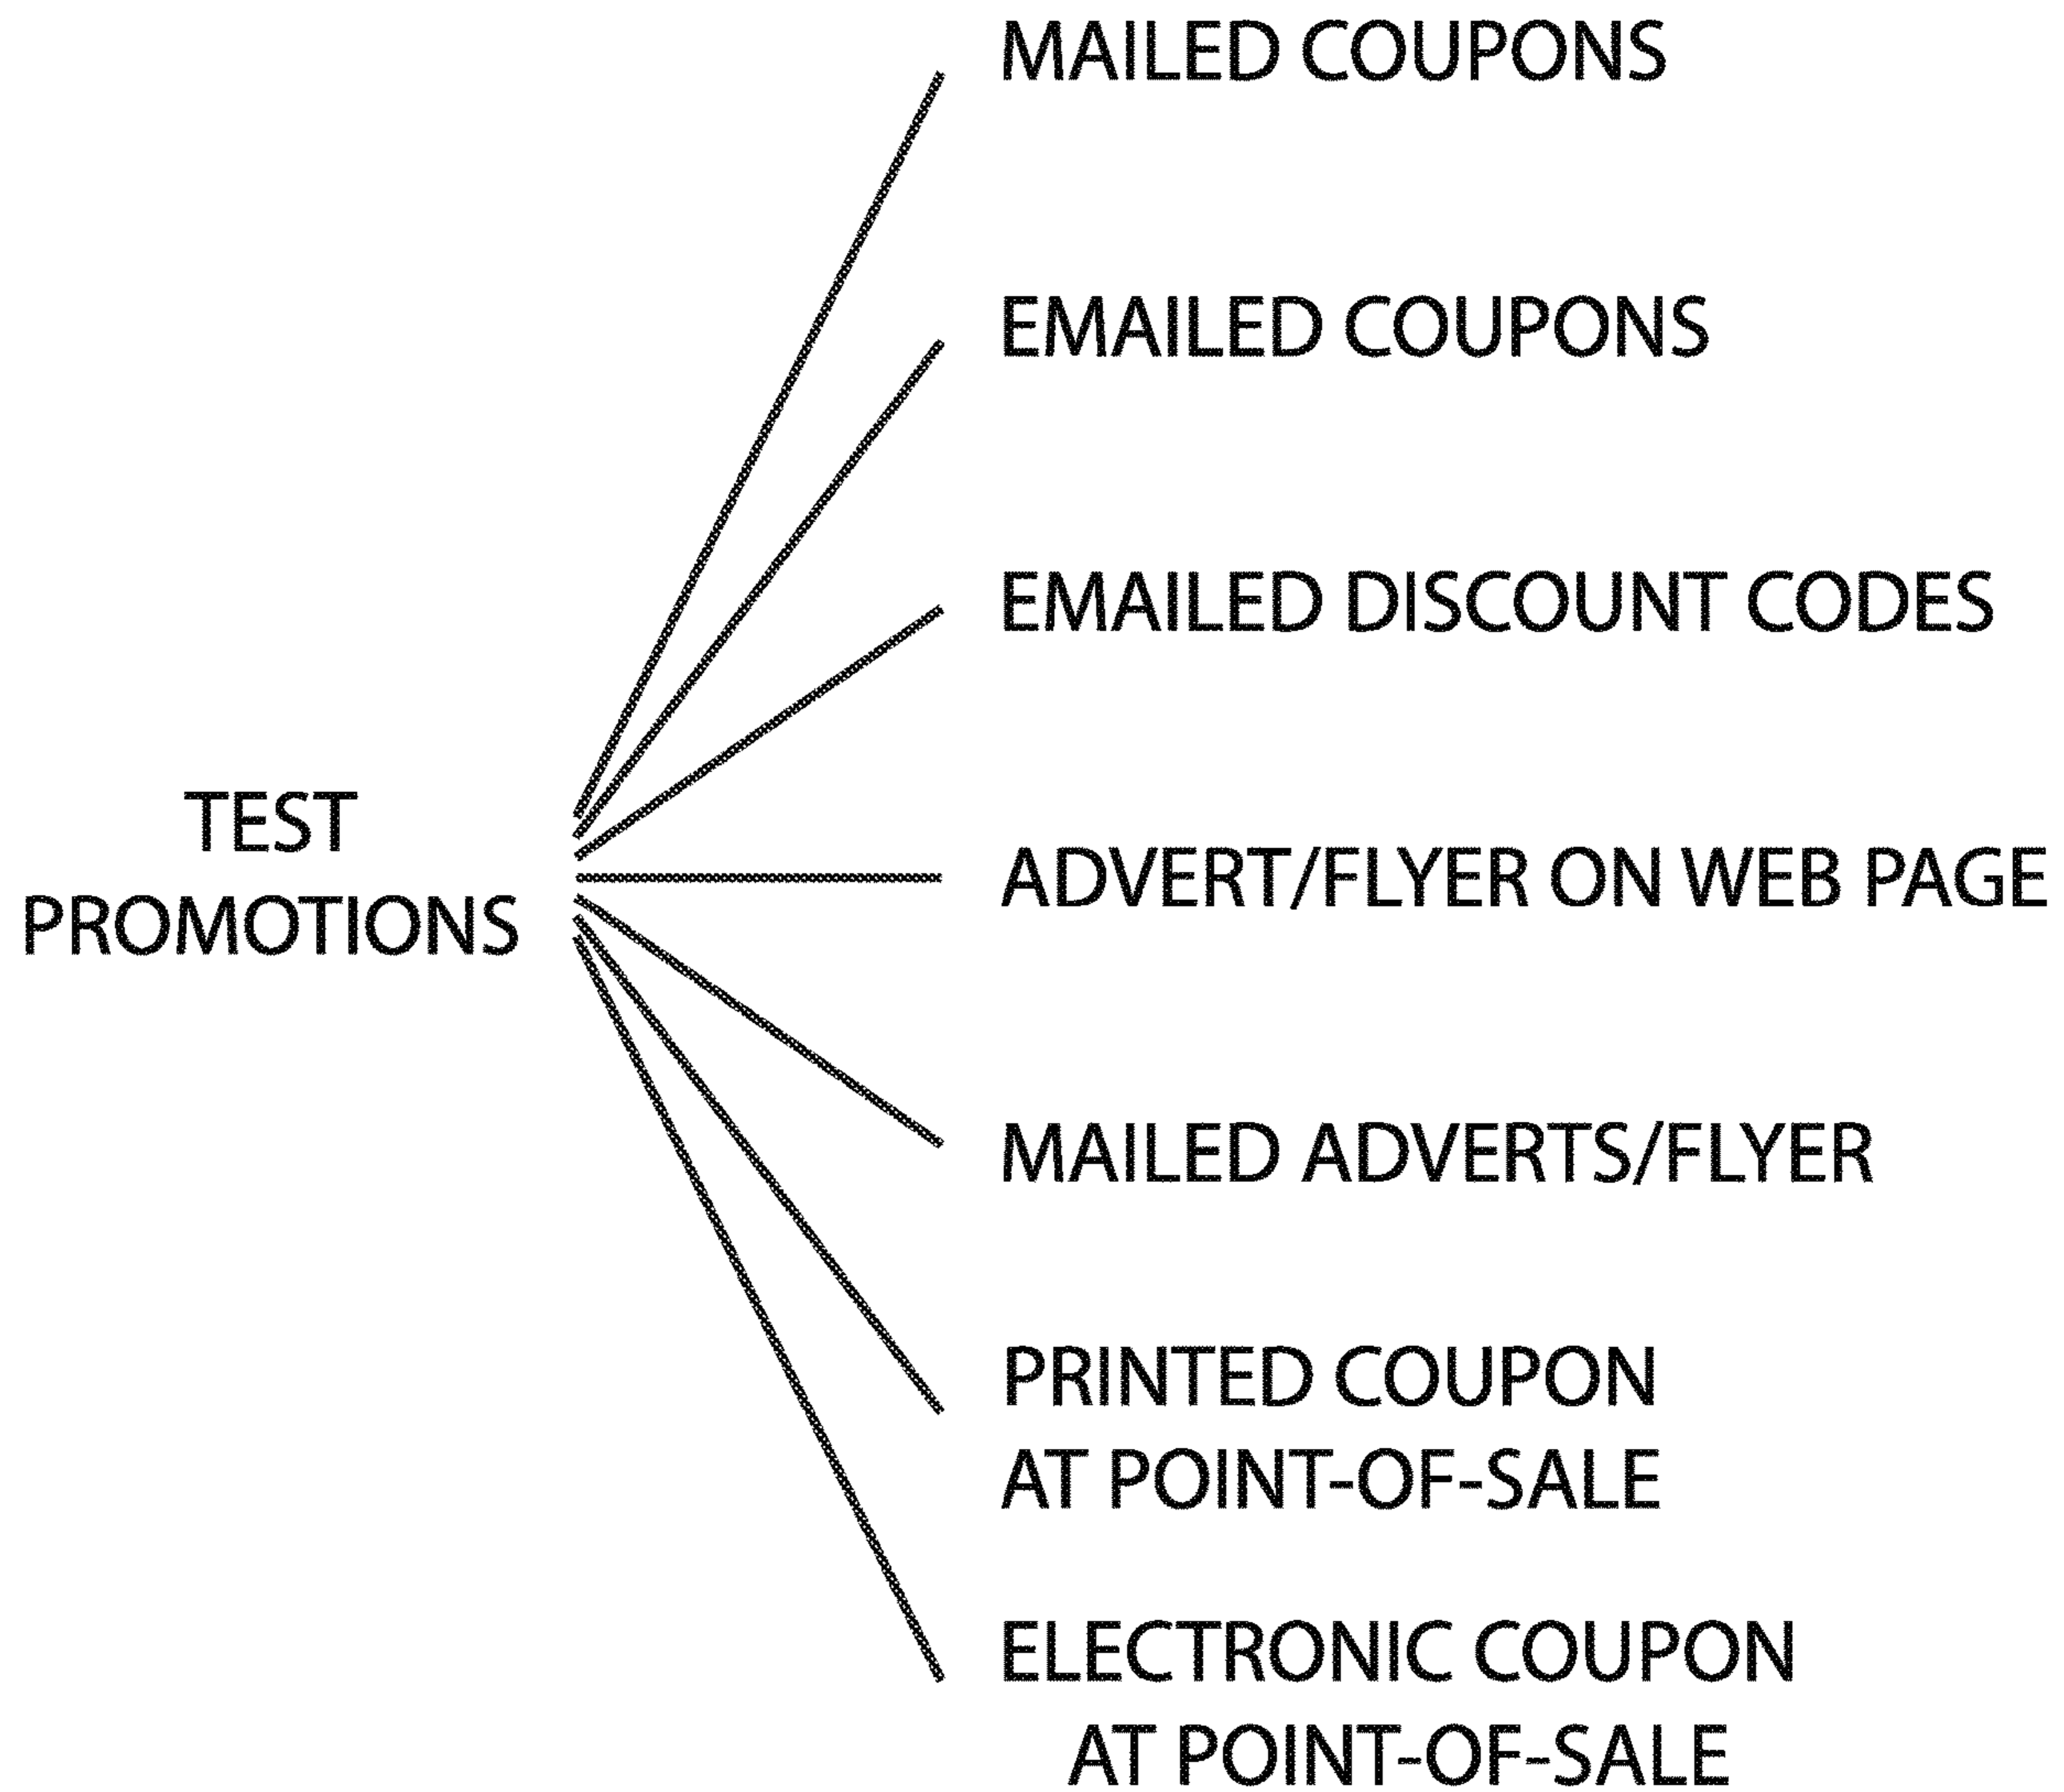 MAILED COUPONS
EMAILED COUPONS
EMAILED DISCOUNT CODES
TEST
PROMOTIONS
ADVERT/FLYER ON WEB PAGE
MAILED ADVERTS/FLYER
PRINTED COUPON
AT POINT-OF-SALE
ELECTRONIC COUPON
AT POINT-OF-SALE